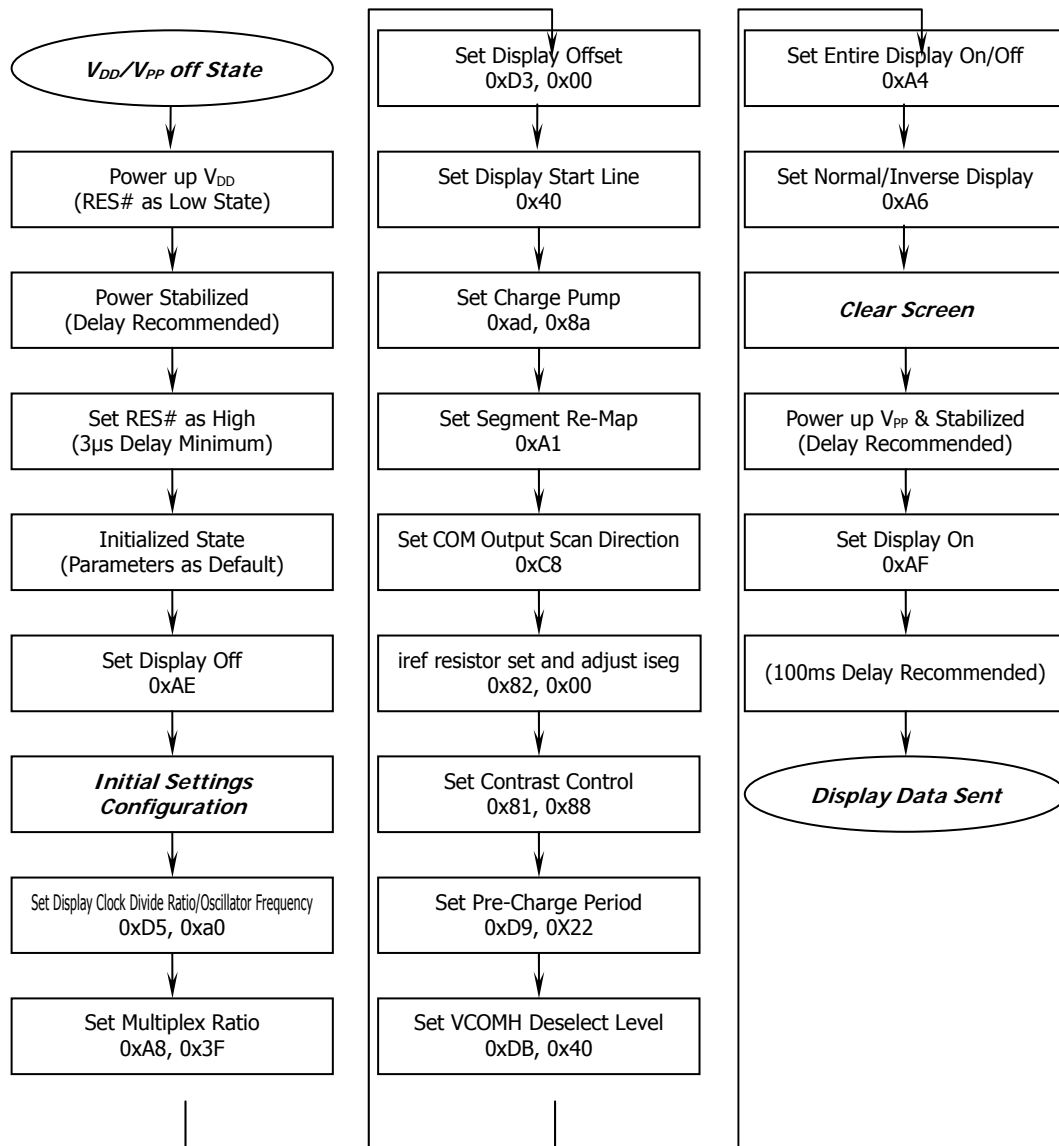 VDD/VPP off State
Power up VDD
(RES# as Low State)
Power Stabilized
(Delay Recommended)
Set RES# as High
(3µs Delay Minimum)
Initialized State
(Parameters as Default)
Set Display Off
0xAE
Initial Settings
Configuration
Set Display Clock Divide Ratio/Oscillator Frequency
0xD5, 0xa0
Set Multiplex Ratio
0xA8, 0x3F
Set Display Offset
0xD3, 0x00
Set Display Start Line
0x40
Set Charge Pump
0xad, 0x8a
Set Segment Re-Map
0xA1
Set COM Output Scan Direction
0xC8
iref resistor set and adjust iseg
0x82, 0x00
Set Contrast Control
0x81, 0x88
Set Pre-Charge Period
0xD9, 0X22
Set VCOMH Deselect Level
0xDB, 0x40
Set Entire Display On/Off
0xA4
Set Normal/Inverse Display
0xA6
Clear Screen
Power up VPP & Stabilized
(Delay Recommended)
Set Display On
0xAF
(100ms Delay Recommended)
Display Data Sent